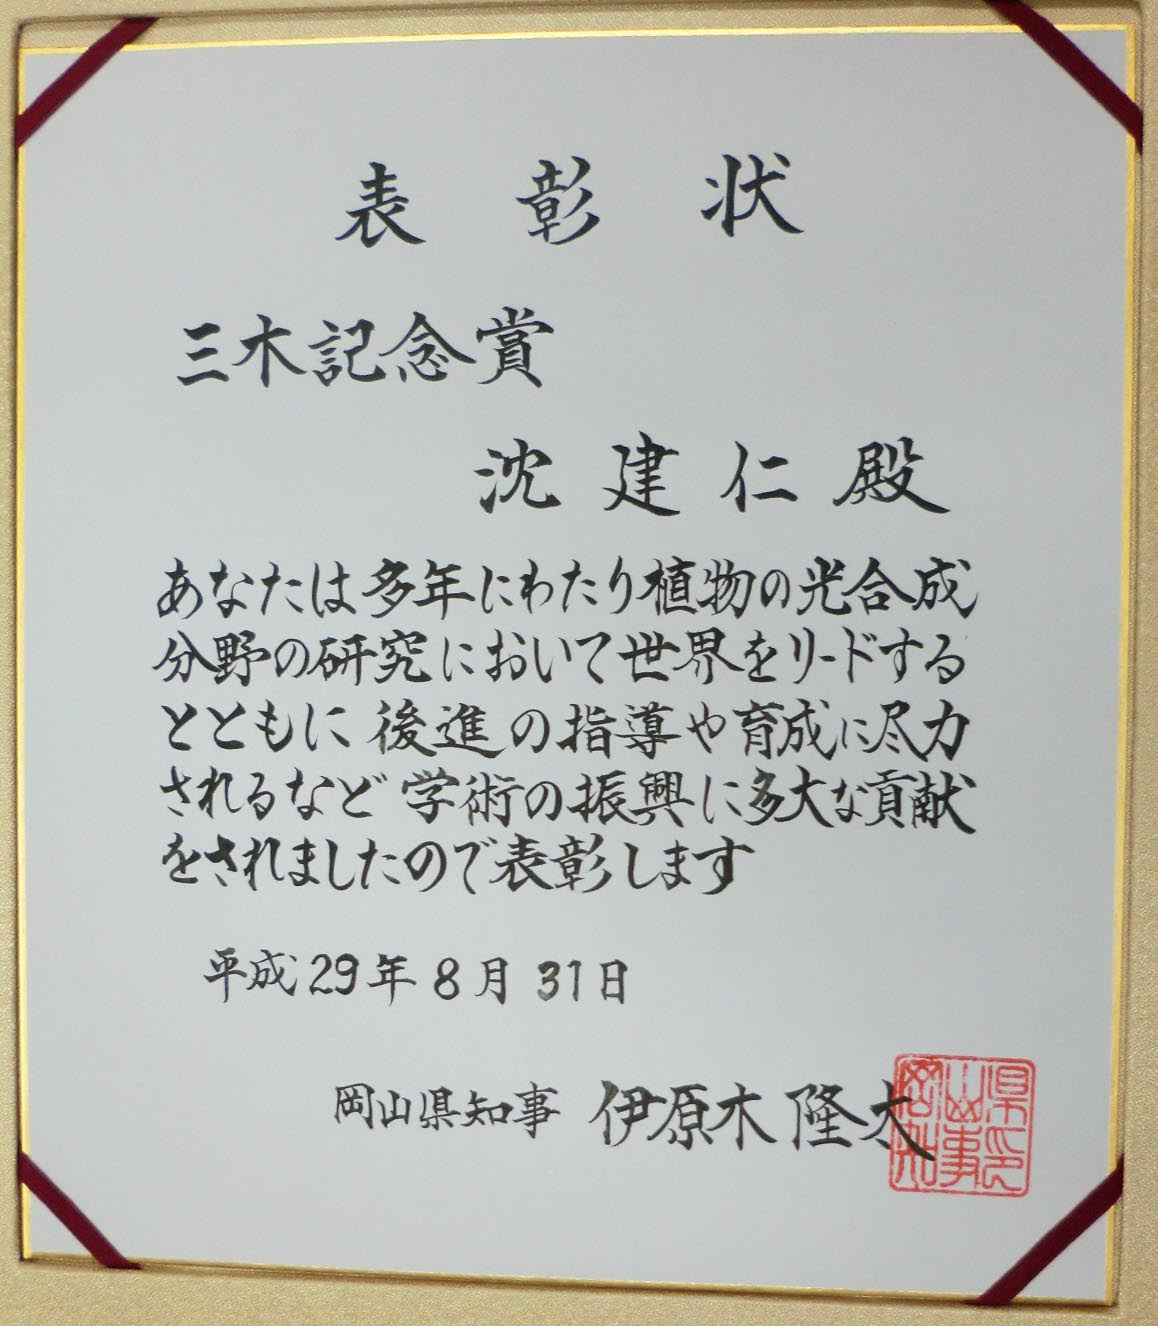 表彰状
三木記念賞
沈建仁殿
あなたは多年にわたり植物の光合成
分野の研究において世界をリードする
とともに後進の指導や育成に尽力
されるなど学術の振興に多大な貢献
をされましたので表彰します
平成29年8月31日
岡山県知事 伊原木隆太